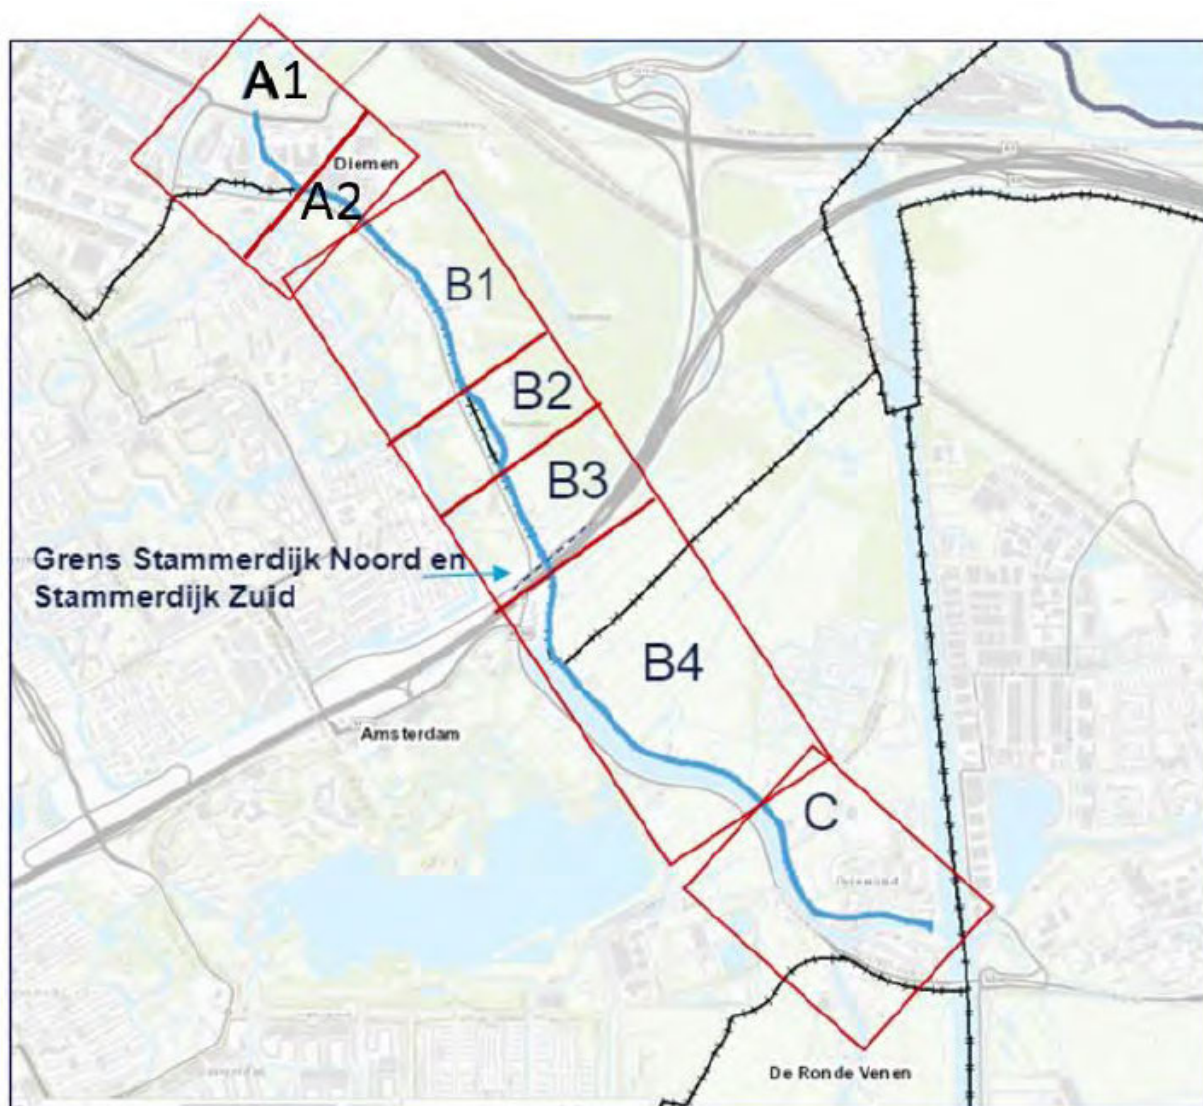 A1
Diemen
A2
B1
B2
B3
Grens Stammerdijk Noord en
Stammerdijk Zuid
B4
Amsterdam
C
De Ronde Venen